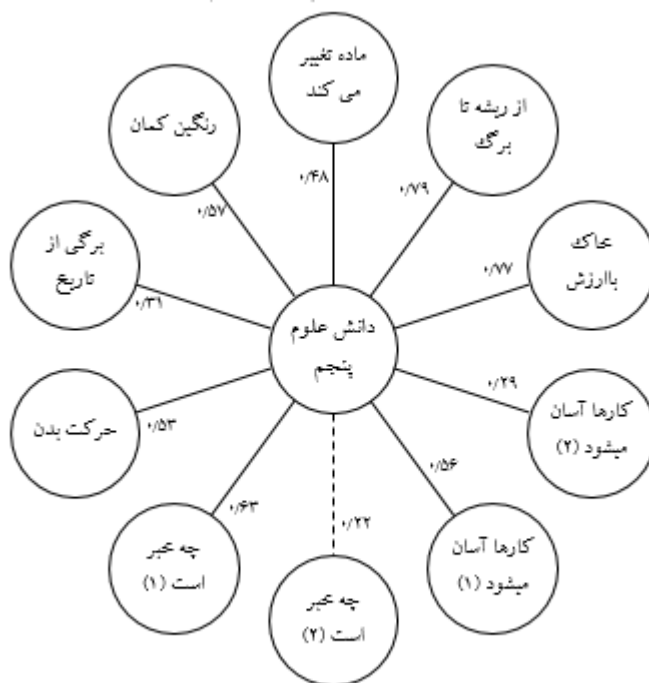 ماده تغییر
می کند
از ریشه تا
برگ
۰/۷۹
خاک
باارزش
۰/۷۷
کارها آسان
میشود (۲)
۰/۲۹
کارها آسان
میشود (۱)
۰/۵۶
چه خبر
است (۲)
۰/۲۲
چه خبر
است (۱)
۰/۶۳
حرکت بدن
۰/۵۳
برگی از
تاریخ
۰/۳۱
رنگین کمان
۰/۵۷
۰/۴۸
دانش علوم
پنجم